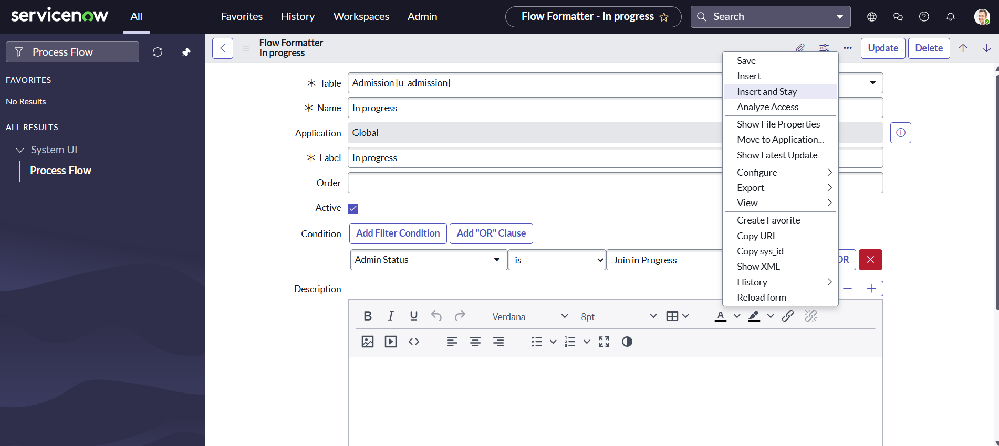 servicenow
All
Favorites
History
Workspaces
Admin
Flow Formatter - In progress
Search
Process Flow
FAVORITES
No Results
ALL RESULTS
System UI
Process Flow
Flow Formatter
In progress
Update
Delete
Table
Admission [u_admission]
Name
In progress
Application
Global
Label
In progress
Order
Active
Condition
Add Filter Condition
Add "OR" Clause
Admin Status
is
Join in Progress
OR
Description
Verdana
8pt
Save
Insert
Insert and Stay
Analyze Access
Show File Properties
Move to Application...
Show Latest Update
Configure
Export
View
Create Favorite
Copy URL
Copy sys_id
Show XML
History
Reload form